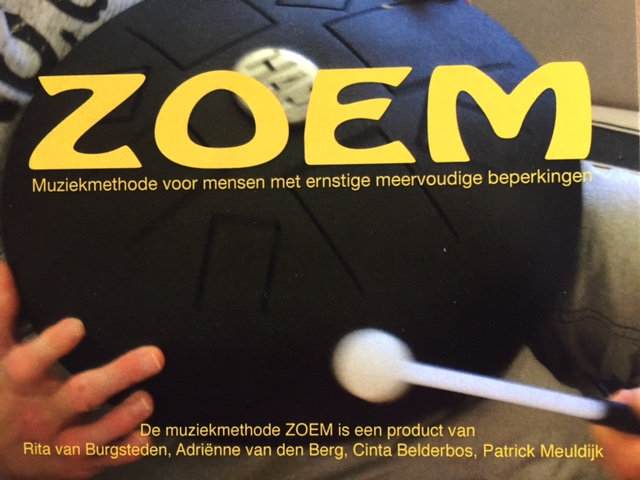 ZOEM
Muziekmethode voor mensen met ernstige meervoudige beperkingen
De muziekmethode ZOEM is een product van
Rita van Burgsteden, Adriënne van den Berg, Cinta Belderbos, Patrick Meuldijk